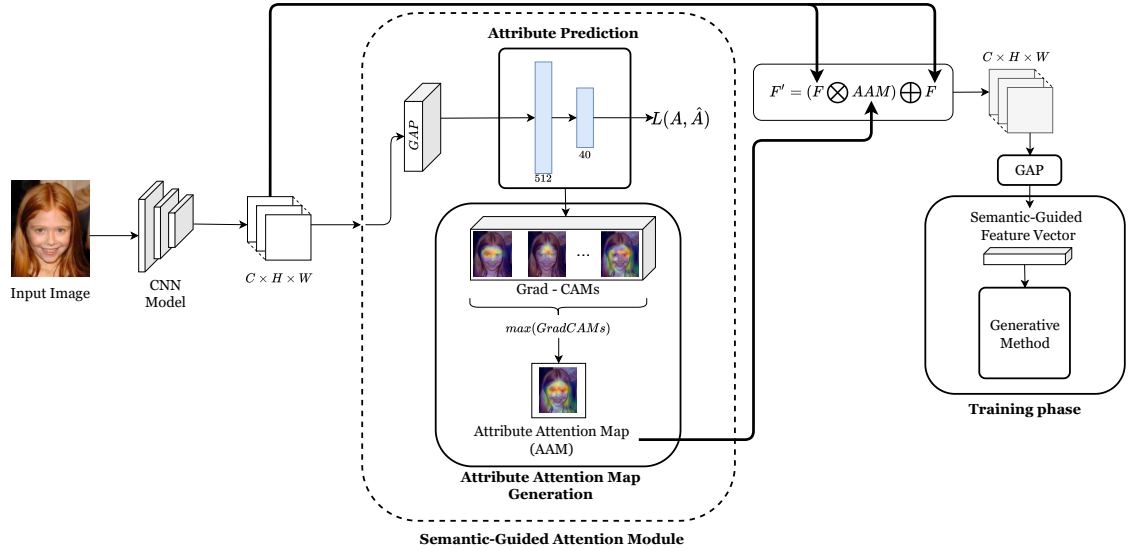 Input Image
CNN
Model
C × H × W
GAP
Attribute Prediction
512
40
L(A, Â)
Grad - CAMs
...
max(GradCAMs)
Attribute Attention Map
(AAM)
Attribute Attention Map
Generation
Semantic-Guided Attention Module
F' = (F ⊗ AAM) ⊕ F
C × H × W
GAP
Semantic-Guided
Feature Vector
Generative
Method
Training phase